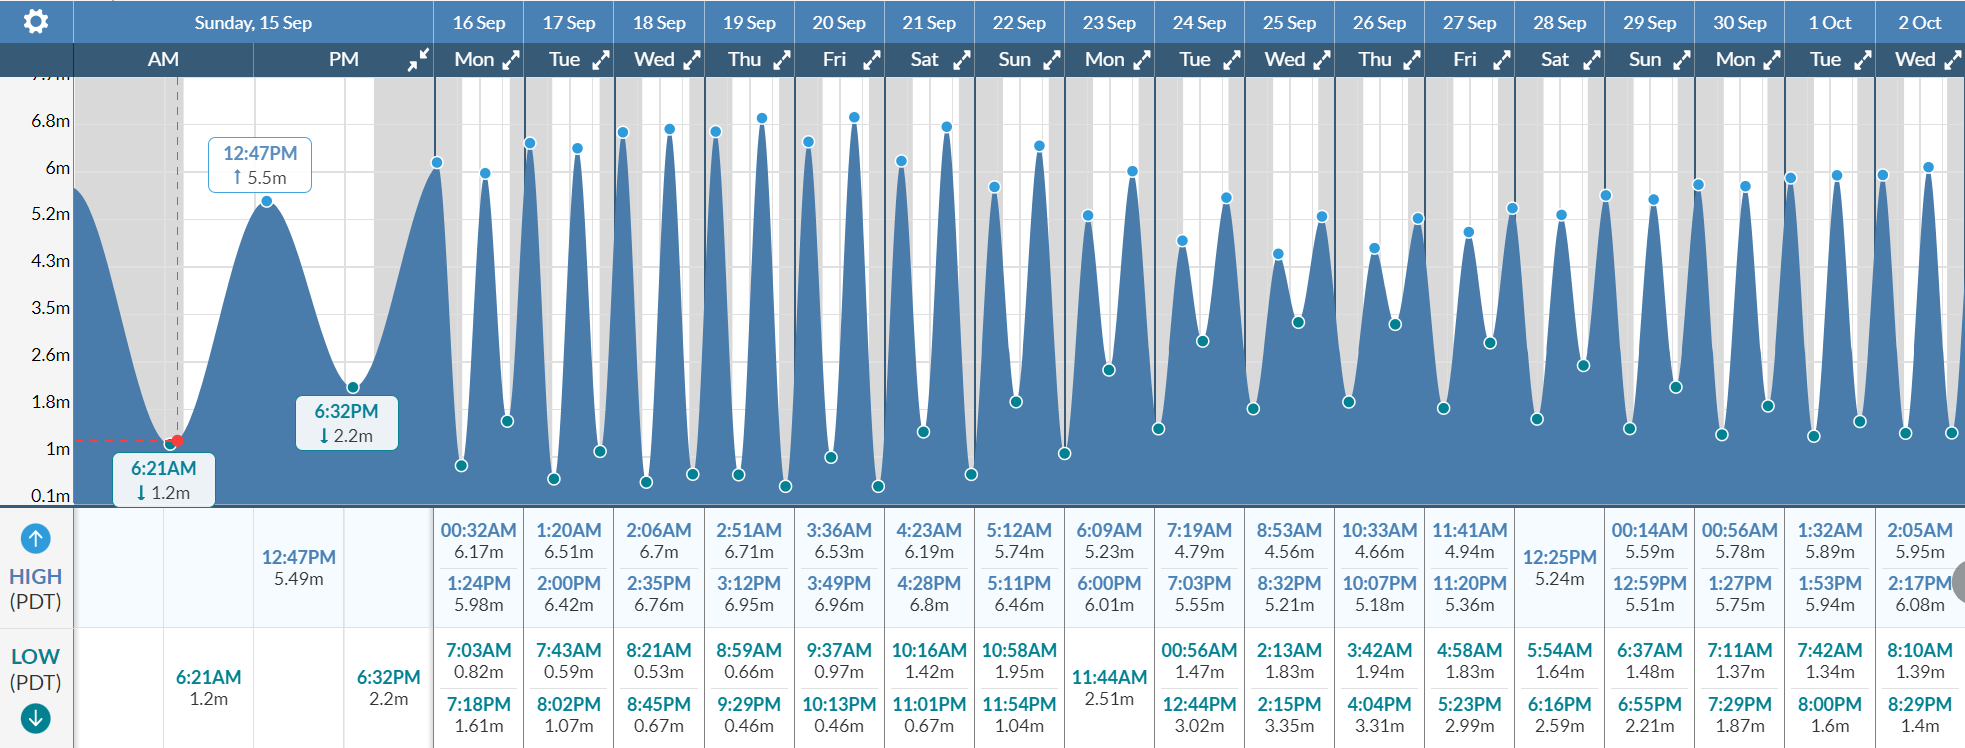 Sunday, 15 Sep
16 Sep
17 Sep
18 Sep
19 Sep
20 Sep
21 Sep
22 Sep
23 Sep
24 Sep
25 Sep
26 Sep
27 Sep
28 Sep
29 Sep
30 Sep
1 Oct
2 Oct
AM
PM
Mon
Tue
Wed
Thu
Fri
Sat
Sun
Mon
Tue
Wed
Thu
Fri
Sat
Sun
Mon
Tue
Wed
7.7m
6.8m
6m
5.2m
4.3m
3.5m
2.6m
1.8m
1m
0.1m
12:47PM
↑ 5.5m
6:32PM
↓ 2.2m
6:21AM
↓ 1.2m
HIGH
(PDT)
12:47PM
5.49m
00:32AM
6.17m
1:24PM
5.98m
1:20AM
6.51m
2:00PM
6.42m
2:06AM
6.7m
2:35PM
6.76m
2:51AM
6.71m
3:12PM
6.95m
3:36AM
6.53m
3:49PM
6.96m
4:23AM
6.19m
4:28PM
6.8m
5:12AM
5.74m
5:11PM
6.46m
6:09AM
5.23m
6:00PM
6.01m
7:19AM
4.79m
7:03PM
5.55m
8:53AM
4.56m
8:32PM
5.21m
10:33AM
4.66m
10:07PM
5.18m
11:41AM
4.94m
11:20PM
5.36m
12:25PM
5.24m
00:14AM
5.59m
12:59PM
5.51m
00:56AM
5.78m
1:27PM
5.75m
1:32AM
5.89m
1:53PM
5.94m
2:05AM
5.95m
2:17PM
6.08m
LOW
(PDT)
6:21AM
1.2m
6:32PM
2.2m
7:03AM
0.82m
7:18PM
1.61m
7:43AM
0.59m
8:02PM
1.07m
8:21AM
0.53m
8:45PM
0.67m
8:59AM
0.66m
9:29PM
0.46m
9:37AM
0.97m
10:13PM
0.46m
10:16AM
1.42m
11:01PM
0.67m
10:58AM
1.95m
11:54PM
1.04m
11:44AM
2.51m
00:56AM
1.47m
12:44PM
3.02m
2:13AM
1.83m
2:15PM
3.35m
3:42AM
1.94m
4:04PM
3.31m
4:58AM
1.83m
5:23PM
2.99m
5:54AM
1.64m
6:16PM
2.59m
6:37AM
1.48m
6:55PM
2.21m
7:11AM
1.37m
7:29PM
1.87m
7:42AM
1.34m
8:00PM
1.6m
8:10AM
1.39m
8:29PM
1.4m